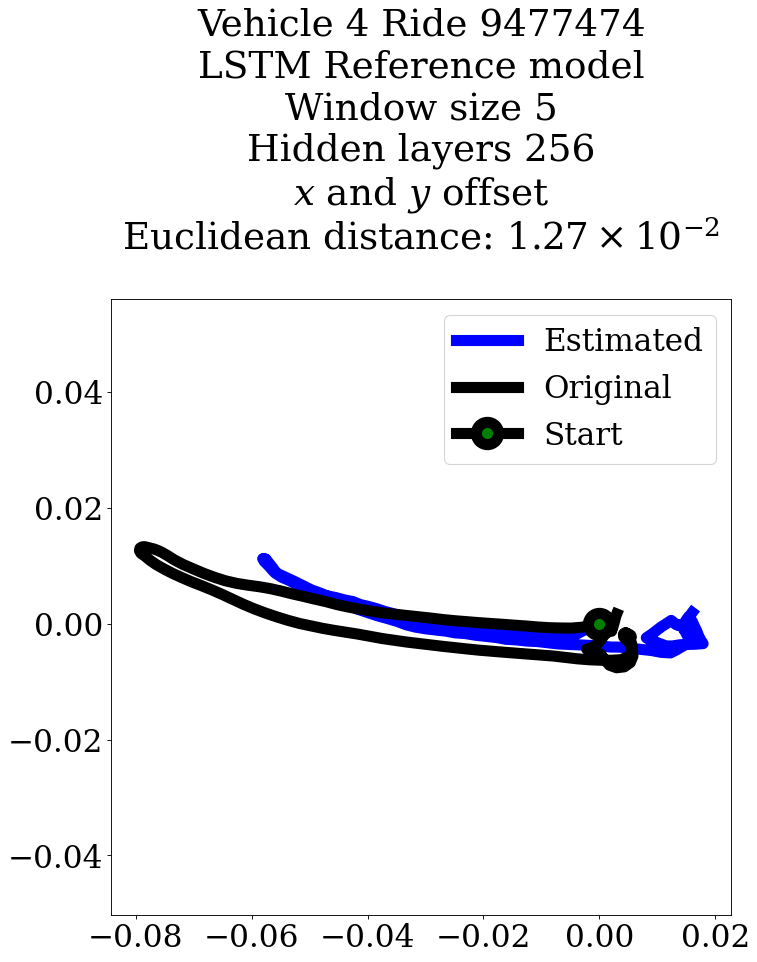 Vehicle 4 Ride 9477474
LSTM Reference model
Window size 5
Hidden layers 256
x and y offset
Euclidean distance: 1.27 × 10⁻²
Estimated
Original
Start
0.04
0.02
0.00
−0.02
−0.04
−0.08 −0.06 −0.04 −0.02 0.00 0.02